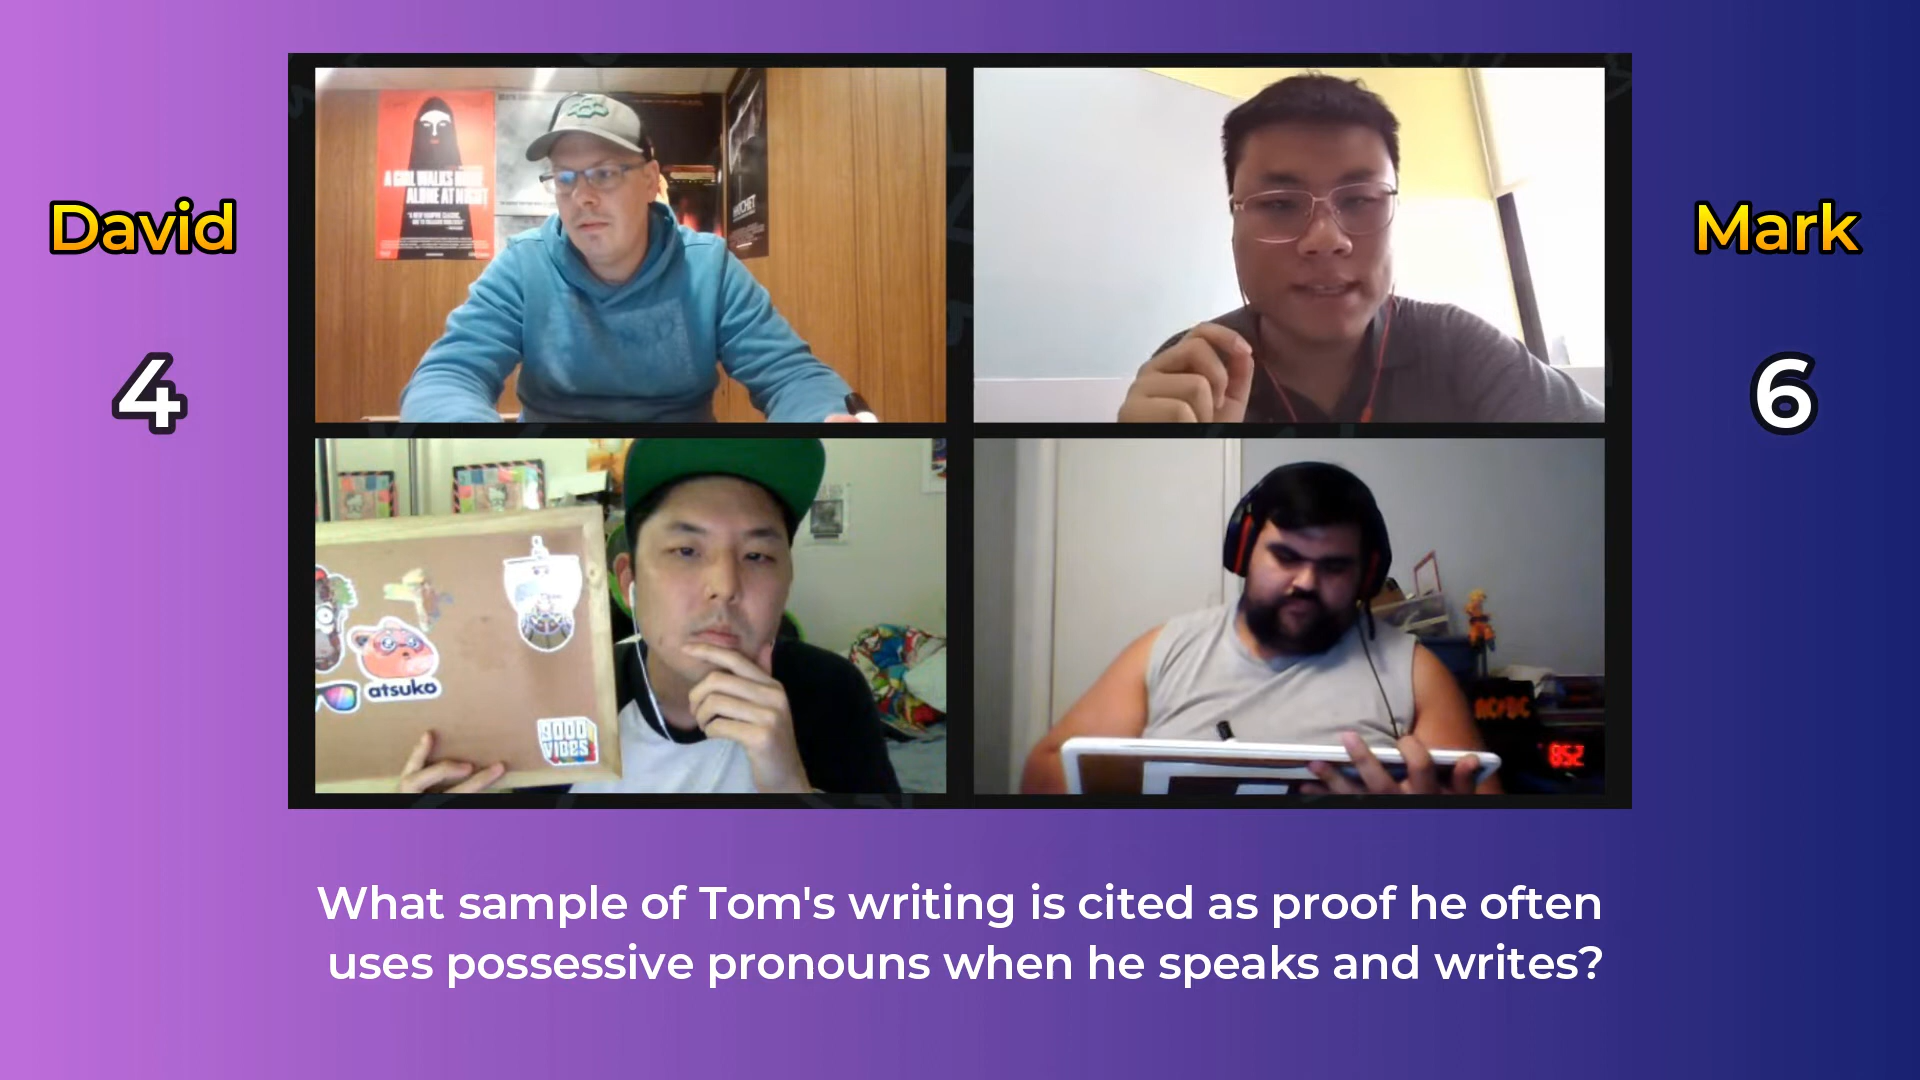 David
4
Mark
6
A GIRL WALKS HOME
ALONE AT NIGHT
HATCHET
atsuko
GOOD
VIBES
AC/DC
What sample of Tom's writing is cited as proof he often
uses possessive pronouns when he speaks and writes?